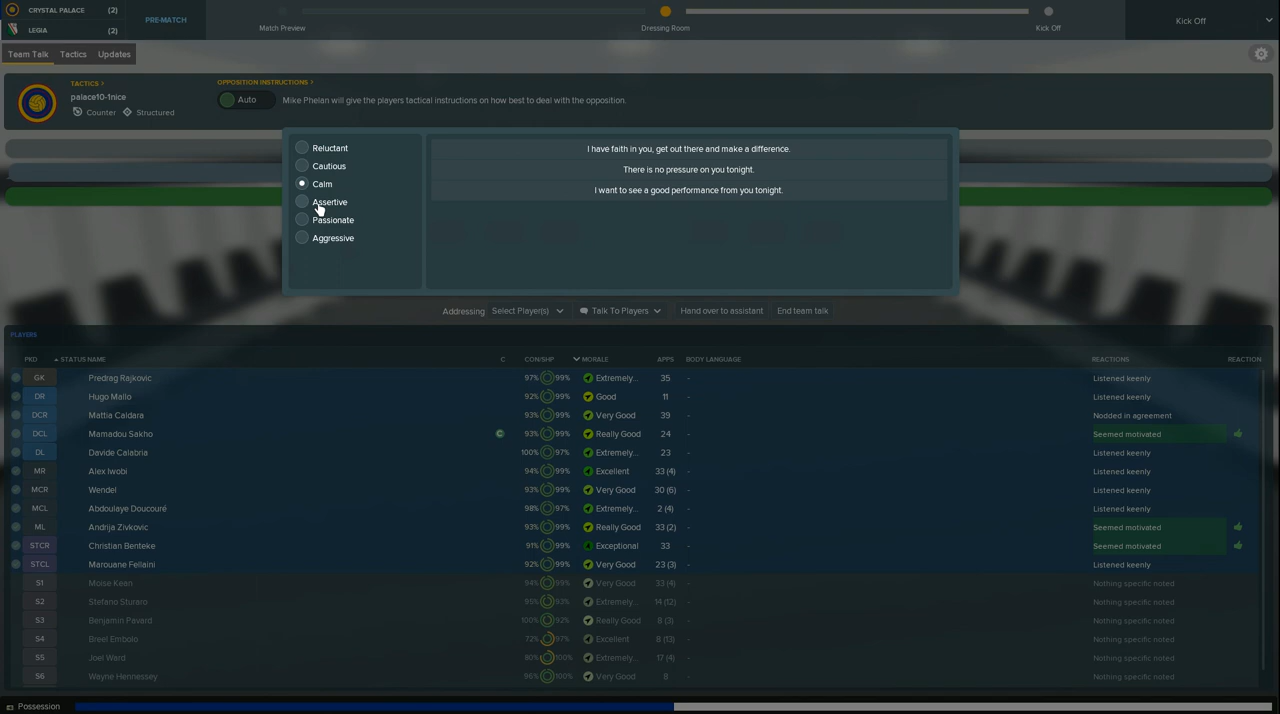 CRYSTAL PALACE (2)
LEGIA (2)
PRE-MATCH
Match Preview
Dressing Room
Kick Off
Kick Off
Team Talk Tactics Updates
TACTICS >
palace10-1nice
Counter Structured
OPPOSITION INSTRUCTIONS >
Auto Mike Phelan will give the players tactical instructions on how best to deal with the opposition.
Reluctant
Cautious
Calm
Assertive
Passionate
Aggressive
I have faith in you, get out there and make a difference.
There is no pressure on you tonight.
I want to see a good performance from you tonight.
Addressing Select Player(s) Talk To Players Hand over to assistant End team talk
PLAYERS
PKD STATUS NAME C CON/SHP MORALE APPS BODY LANGUAGE REACTIONS REACTION
GK Predrag Rajkovic 97% 99% Extremely... 35 - Listened keenly
DR Hugo Mallo 92% 99% Good 11 - Listened keenly
DCR Mattia Caldara 93% 99% Very Good 39 - Nodded in agreement
DCL Mamadou Sakho C 93% 99% Really Good 24 - Seemed motivated
DL Davide Calabria 100% 97% Extremely... 23 - Listened keenly
MR Alex Iwobi 94% 99% Excellent 33 (4) - Listened keenly
MCR Wendel 93% 99% Very Good 30 (6) - Listened keenly
MCL Abdoulaye Doucouré 98% 97% Extremely... 2 (4) - Listened keenly
ML Andrija Zivkovic 93% 99% Really Good 33 (2) - Seemed motivated
STCR Christian Benteke 91% 99% Exceptional 33 - Seemed motivated
STCL Marouane Fellaini 92% 99% Very Good 23 (3) - Listened keenly
S1 Moise Kean 94% 99% Very Good 33 (4) - Nothing specific noted
S2 Stefano Sturaro 93% Extremely... 14 (12) - Nothing specific noted
S3 Benjamin Pavard 100% 92% Really Good 8 (3) - Nothing specific noted
S4 Breel Embolo 72% 97% Excellent 8 (13) - Nothing specific noted
S5 Joel Ward 80% 100% Extremely... 17 (4) - Nothing specific noted
S6 Wayne Hennessey 100% Very Good 8 - Nothing specific noted
Possession